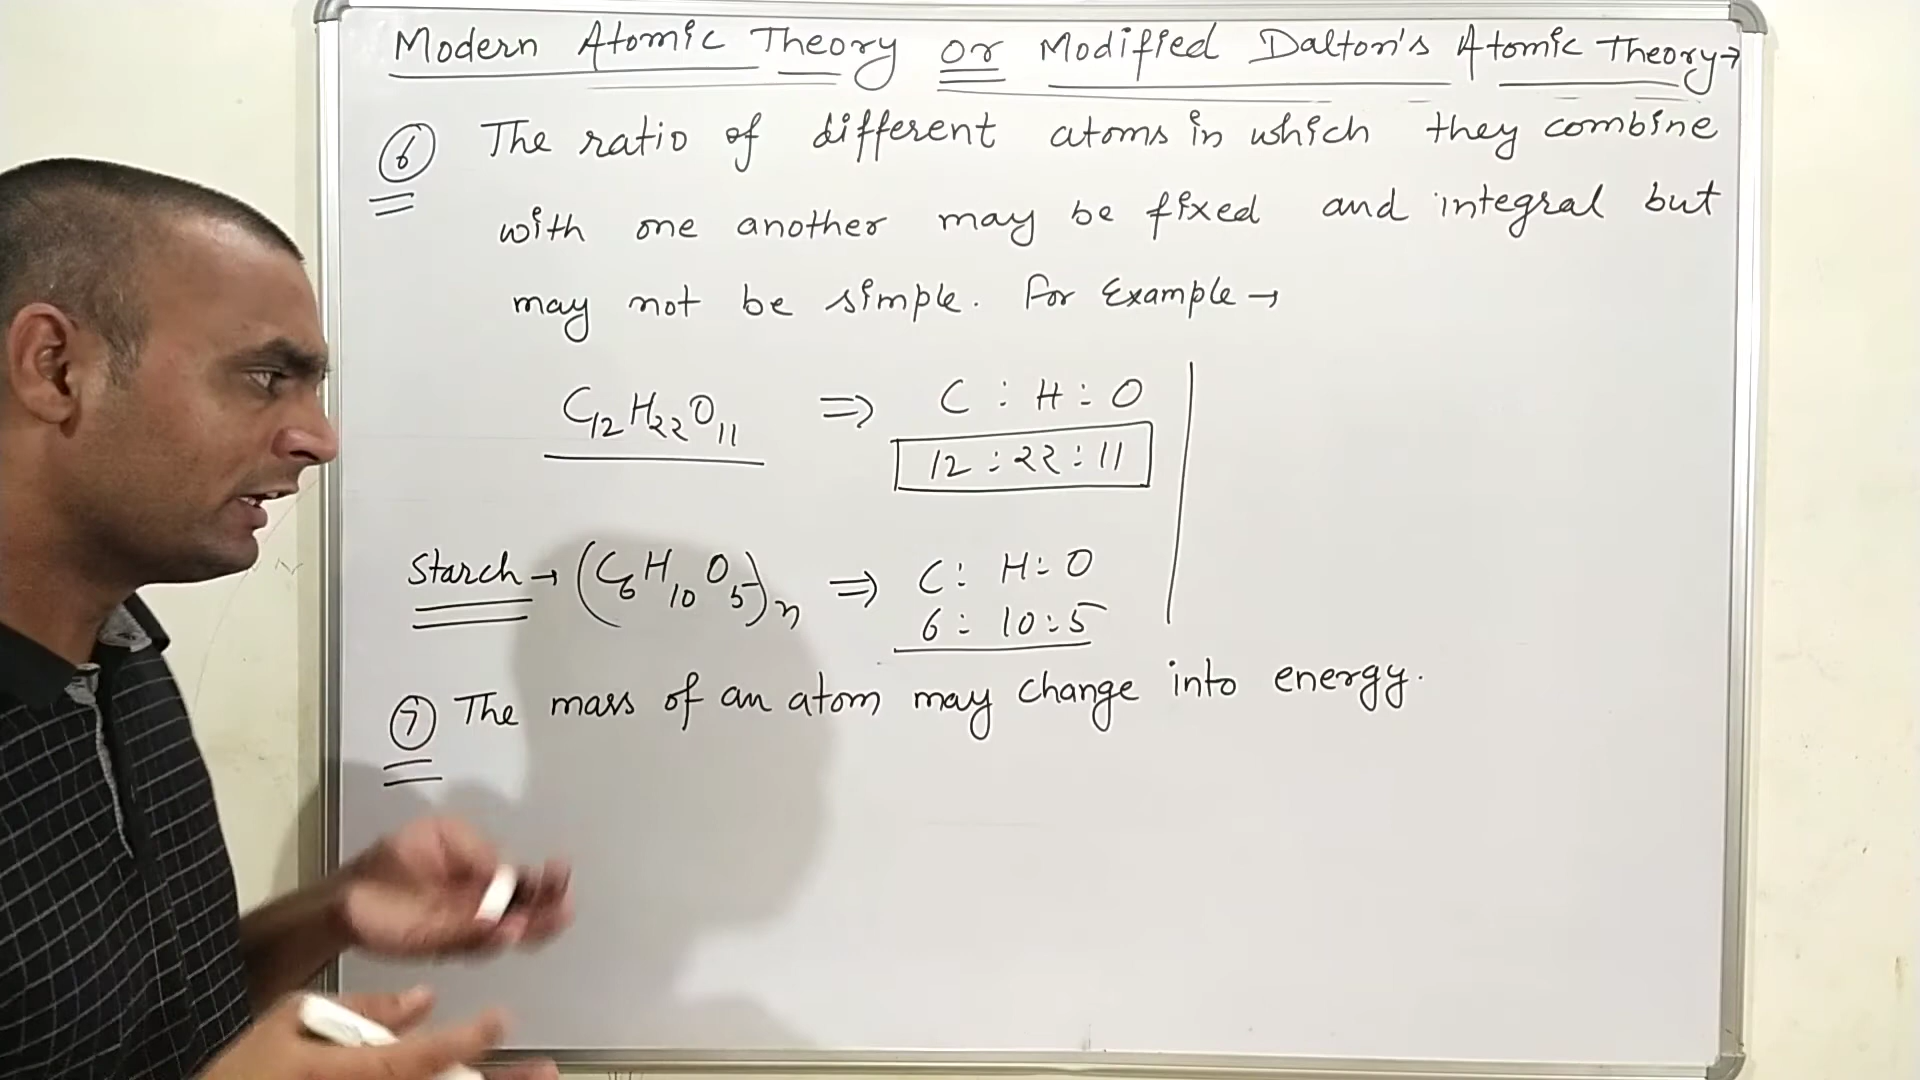 Modern Atomic Theory or Modified Dalton's Atomic Theory→
⑥ The ratio of different atoms in which they combine
with one another may be fixed and integral but
may not be simple. For Example →
C₁₂H₂₂O₁₁ ⇒ C : H : O
12 : 22 : 11
Starch → (C₆H₁₀O₅)n ⇒ C : H : O
6 : 10 : 5
⑦ The mass of an atom may change into energy.